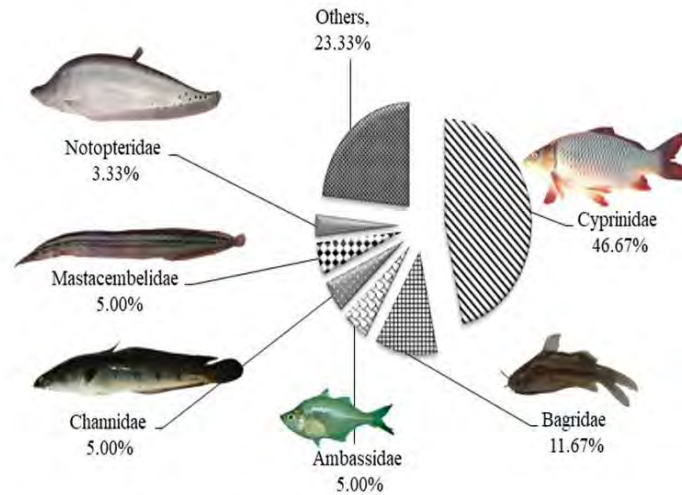 Others,
23.33%
Notopteridae
3.33%
Cyprinidae
46.67%
Mastacembelidae
5.00%
Channidae
5.00%
Ambassidae
5.00%
Bagridae
11.67%